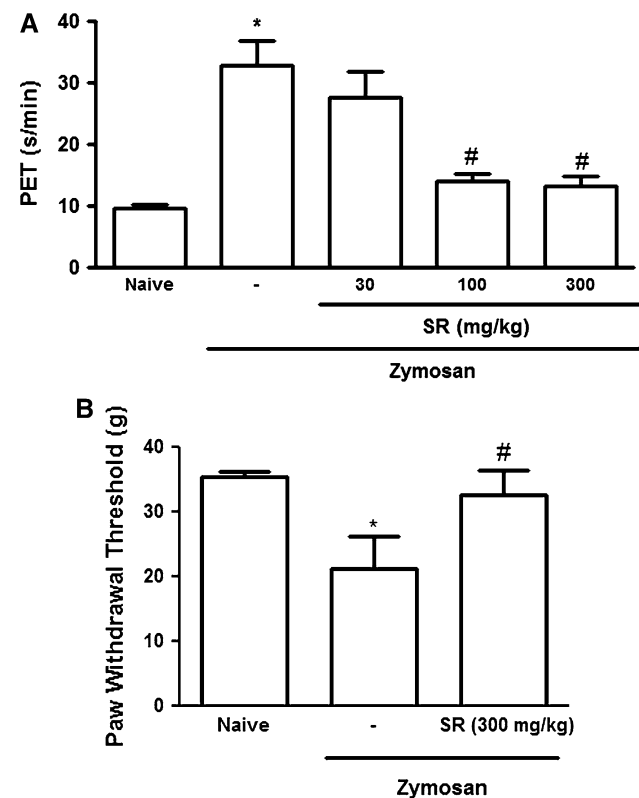 A
PET (s/min)
40
30
20
10
0
*
#
#
Naive
-
30
100
300
SR (mg/kg)
Zymosan
B
Paw Withdrawal Threshold (g)
40
30
20
10
0
*
#
Naive
-
SR (300 mg/kg)
Zymosan